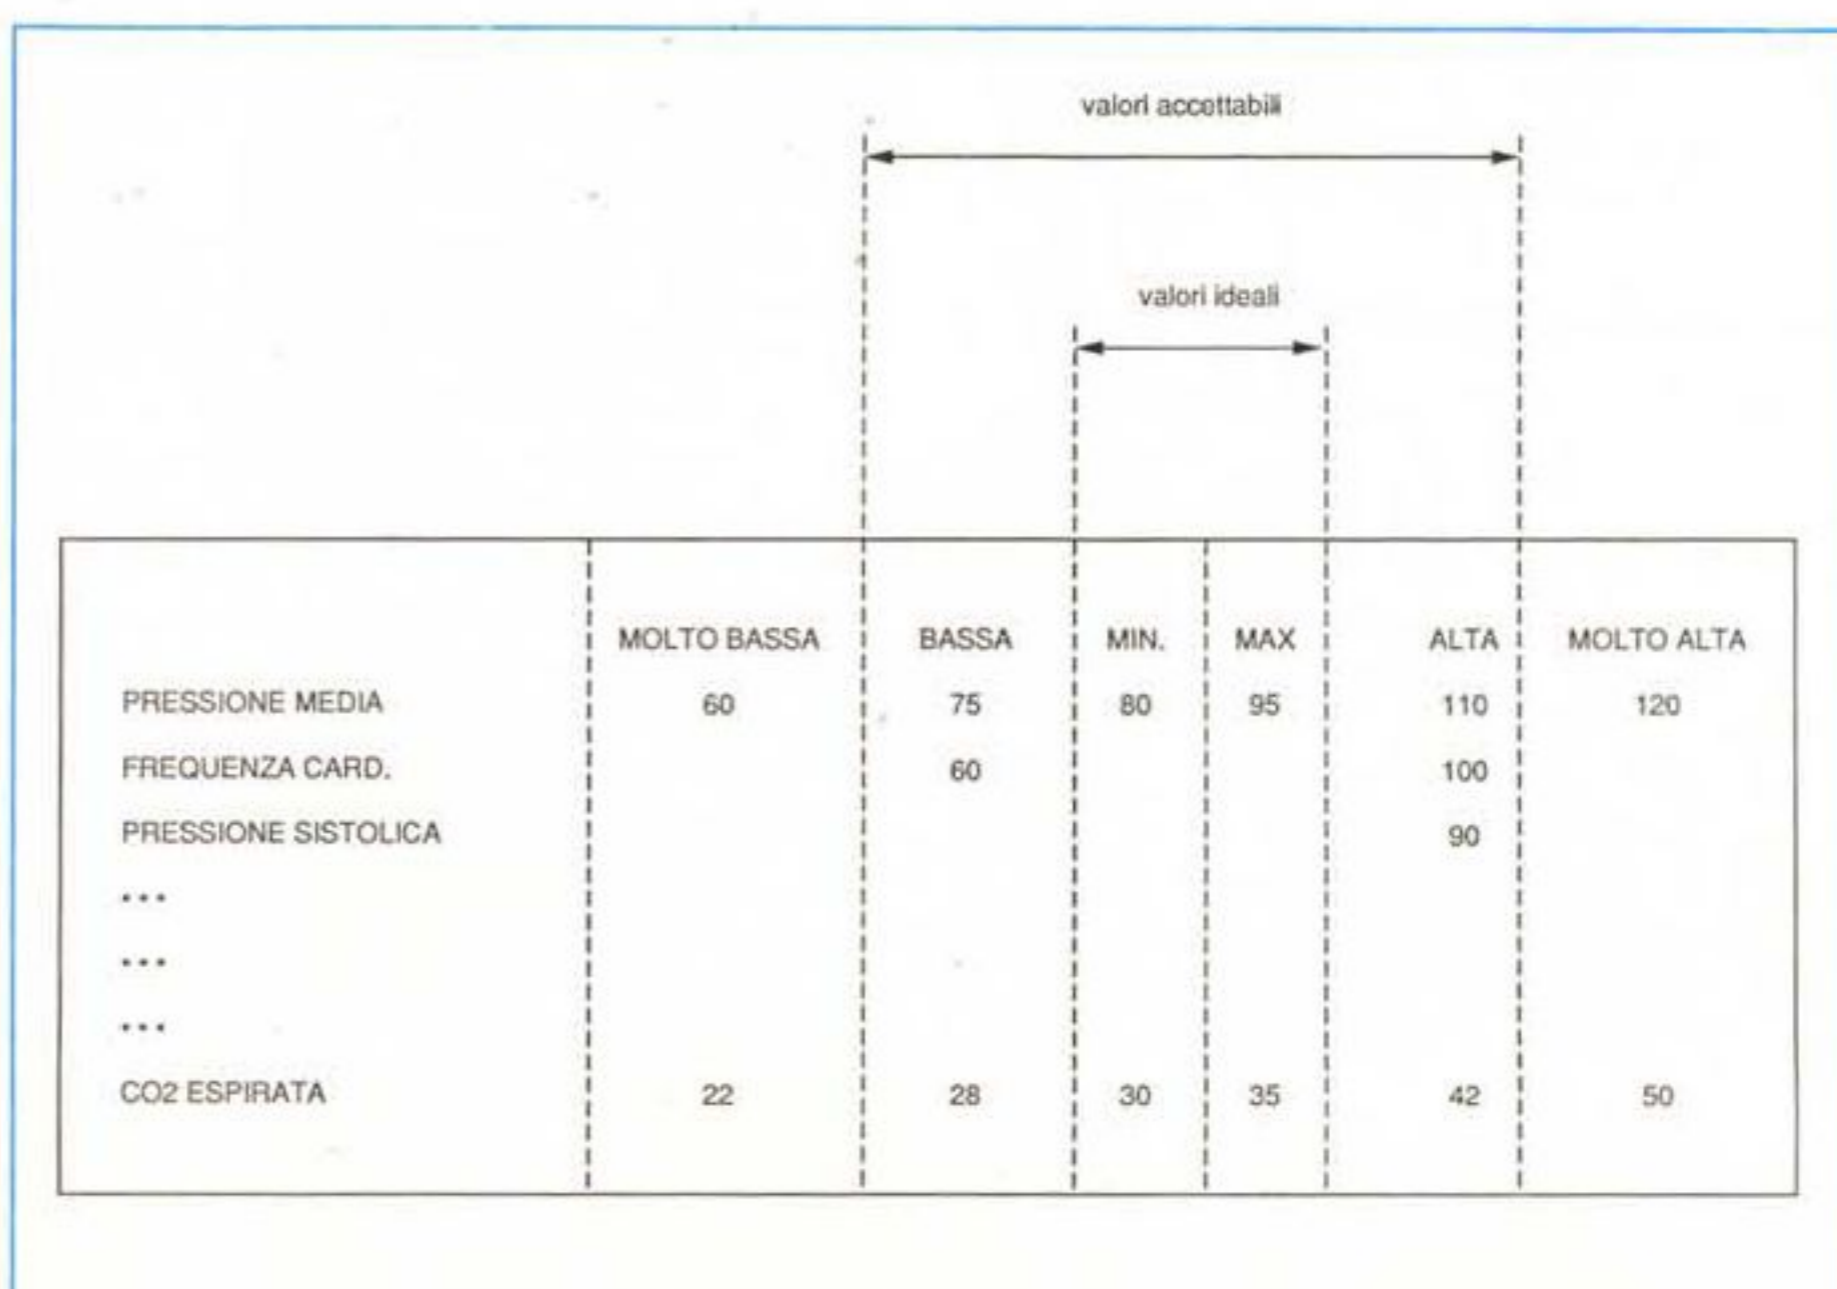 valori accettabili
valori ideali
MOLTO BASSA BASSA MIN. MAX ALTA MOLTO ALTA
PRESSIONE MEDIA 60 75 80 95 110 120
FREQUENZA CARD. 60 100
PRESSIONE SISTOLICA 90
...
...
...
CO2 ESPIRATA 22 28 30 35 42 50